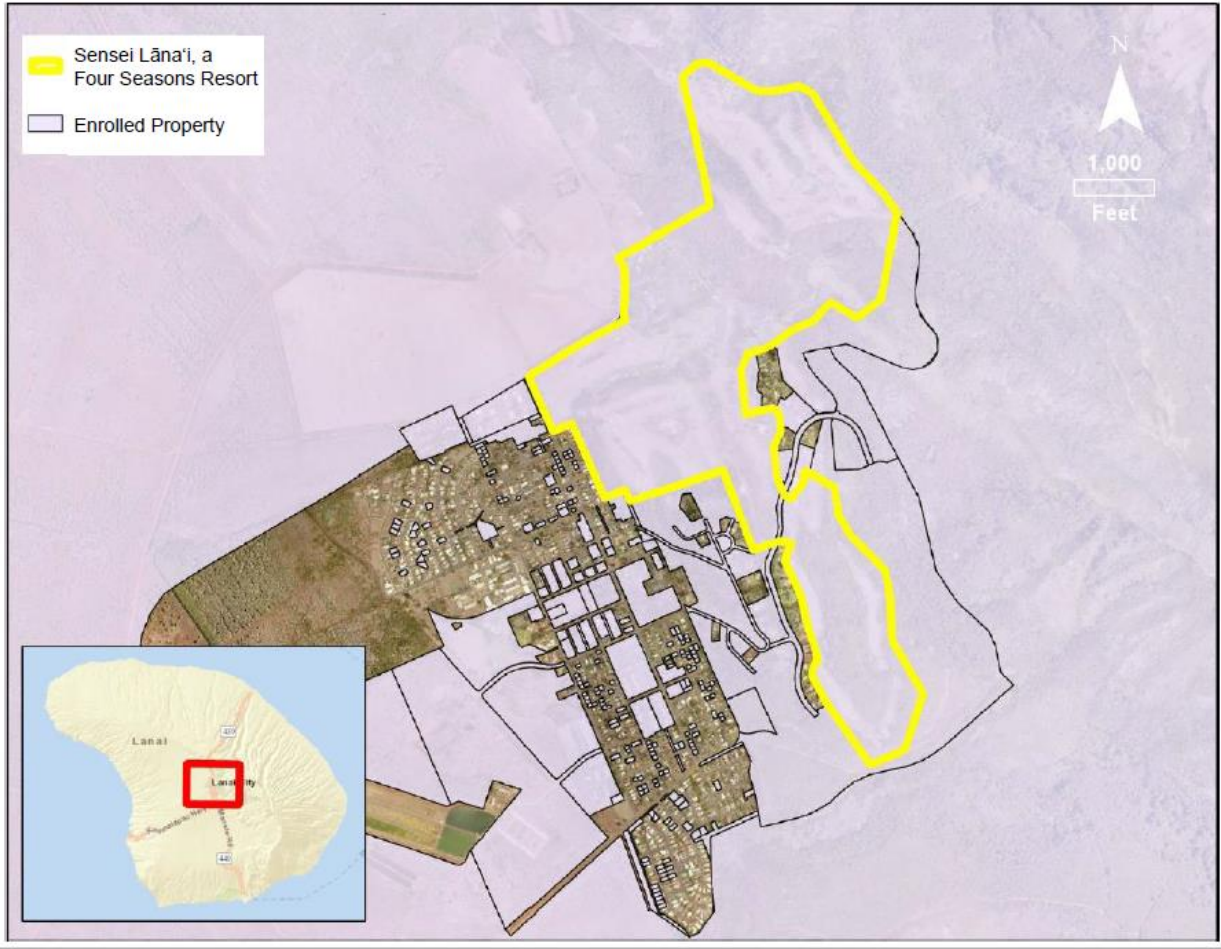 Sensei Lāna‘i, a
Four Seasons Resort
Enrolled Property
N
1,000
Feet
Lanai
Lanai City
440